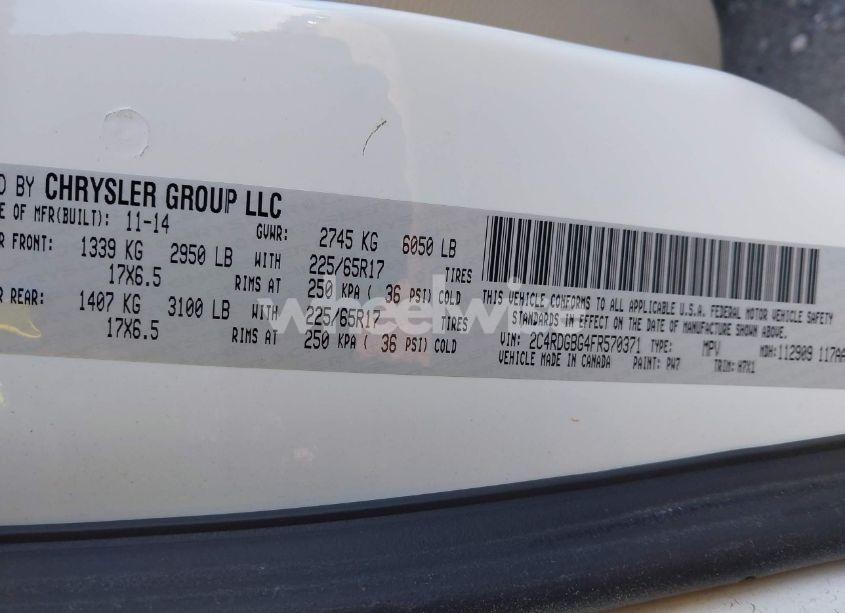 D BY CHRYSLER GROUP LLC
E OF MFR(BUILT): 11-14 GVWR: 2745 KG 6050 LB
R FRONT: 1339 KG 2950 LB WITH 225/65R17 TIRES
17X6.5 RIMS AT 250 KPA ( 36 PSI) COLD
R REAR: 1407 KG 3100 LB WITH 225/65R17 TIRES
17X6.5 RIMS AT 250 KPA ( 36 PSI) COLD
THIS VEHICLE CONFORMS TO ALL APPLICABLE U.S.A. FEDERAL MOTOR VEHICLE SAFETY
STANDARDS IN EFFECT ON THE DATE OF MANUFACTURE SHOWN ABOVE.
VIN: 2C4RDGBG4FR570371 TYPE: MPV MDH: 112909 117AA
VEHICLE MADE IN CANADA PAINT: PW7 TRIM: H7X1